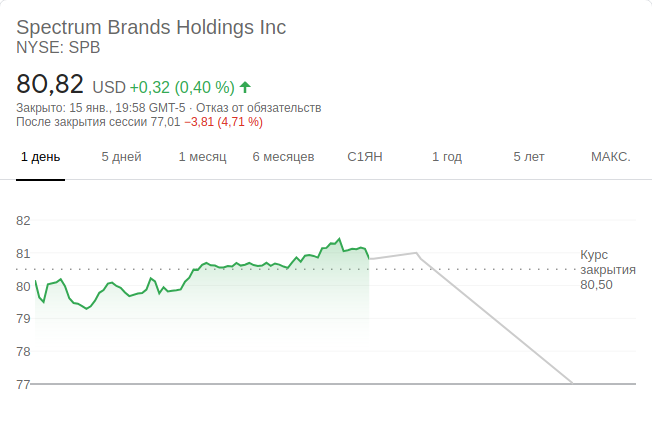 Spectrum Brands Holdings Inc
NYSE: SPB
80,82 USD +0,32 (0,40 %)
Закрыто: 15 янв., 19:58 GMT-5 · Отказ от обязательств
После закрытия сессии 77,01 −3,81 (4,71 %)
1 день 5 дней 1 месяц 6 месяцев С1ЯН 1 год 5 лет МАКС.
82
81
80
79
78
77
Курс
закрытия
80,50